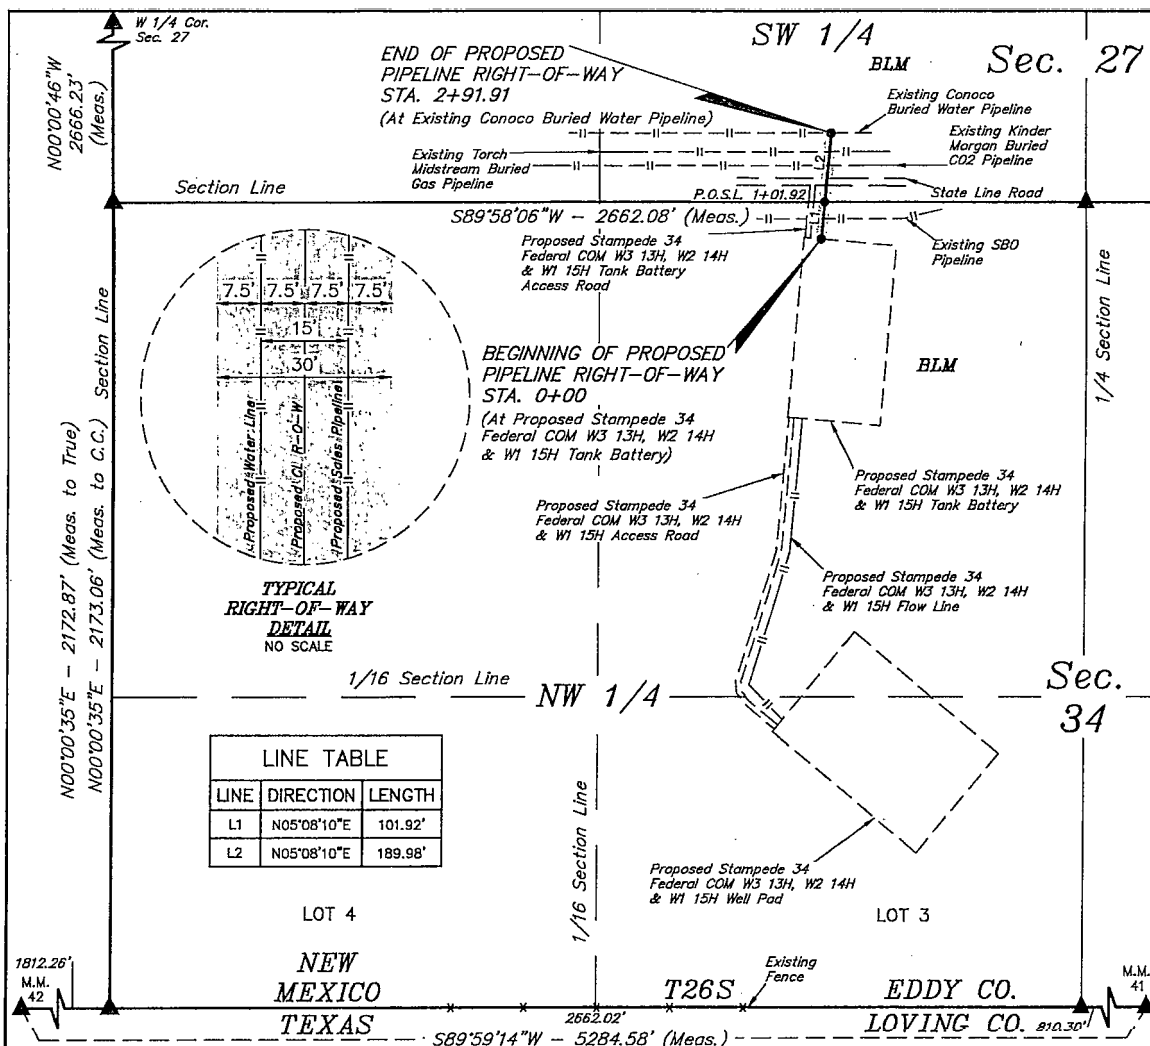 W 1/4 Cor.
Sec. 27
SW 1/4
Sec. 27
BLM
END OF PROPOSED
PIPELINE RIGHT-OF-WAY
STA. 2+91.91
(At Existing Conoco Buried Water Pipeline)
Existing Conoco
Buried Water Pipeline
N00°00'46"W
2666.23'
(Meas.)
Existing Torch
Midstream Buried
Gas Pipeline
L2
Existing Kinder
Morgan Buried
CO2 Pipeline
Section Line
P.O.S.L. 1+01.92
State Line Road
S89°58'06"W - 2662.08' (Meas.)
L1
Proposed Stampede 34
Federal COM W3 13H, W2 14H
& W1 15H Tank Battery
Access Road
Existing SBO
Pipeline
7.5' 7.5' 7.5' 7.5'
15'
30'
Proposed Water Line
Proposed CL R-O-W
Proposed Sales Pipeline
TYPICAL
RIGHT-OF-WAY
DETAIL
NO SCALE
BEGINNING OF PROPOSED
PIPELINE RIGHT-OF-WAY
STA. 0+00
(At Proposed Stampede 34
Federal COM W3 13H, W2 14H
& W1 15H Tank Battery)
BLM
1/4 Section Line
Section Line
N00°00'35"E - 2172.87' (Meas. to True)
N00°00'35"E - 2173.06' (Meas. to C.C.)
Proposed Stampede 34
Federal COM W3 13H, W2 14H
& W1 15H Tank Battery
Proposed Stampede 34
Federal COM W3 13H, W2 14H
& W1 15H Access Road
Proposed Stampede 34
Federal COM W3 13H, W2 14H
& W1 15H Flow Line
1/16 Section Line
NW 1/4
Sec.
34
LINE TABLE
LINE DIRECTION LENGTH
L1 N05°08'10"E 101.92'
L2 N05°08'10"E 189.98'
1/16 Section Line
Proposed Stampede 34
Federal COM W3 13H, W2 14H
& W1 15H Well Pad
LOT 4
LOT 3
1812.26'
M.M.
42
NEW
MEXICO
TEXAS
T26S
Existing
Fence
EDDY CO.
LOVING CO.
M.M.
41
810.30'
2662.02'
S89°59'14"W - 5284.58' (Meas.)